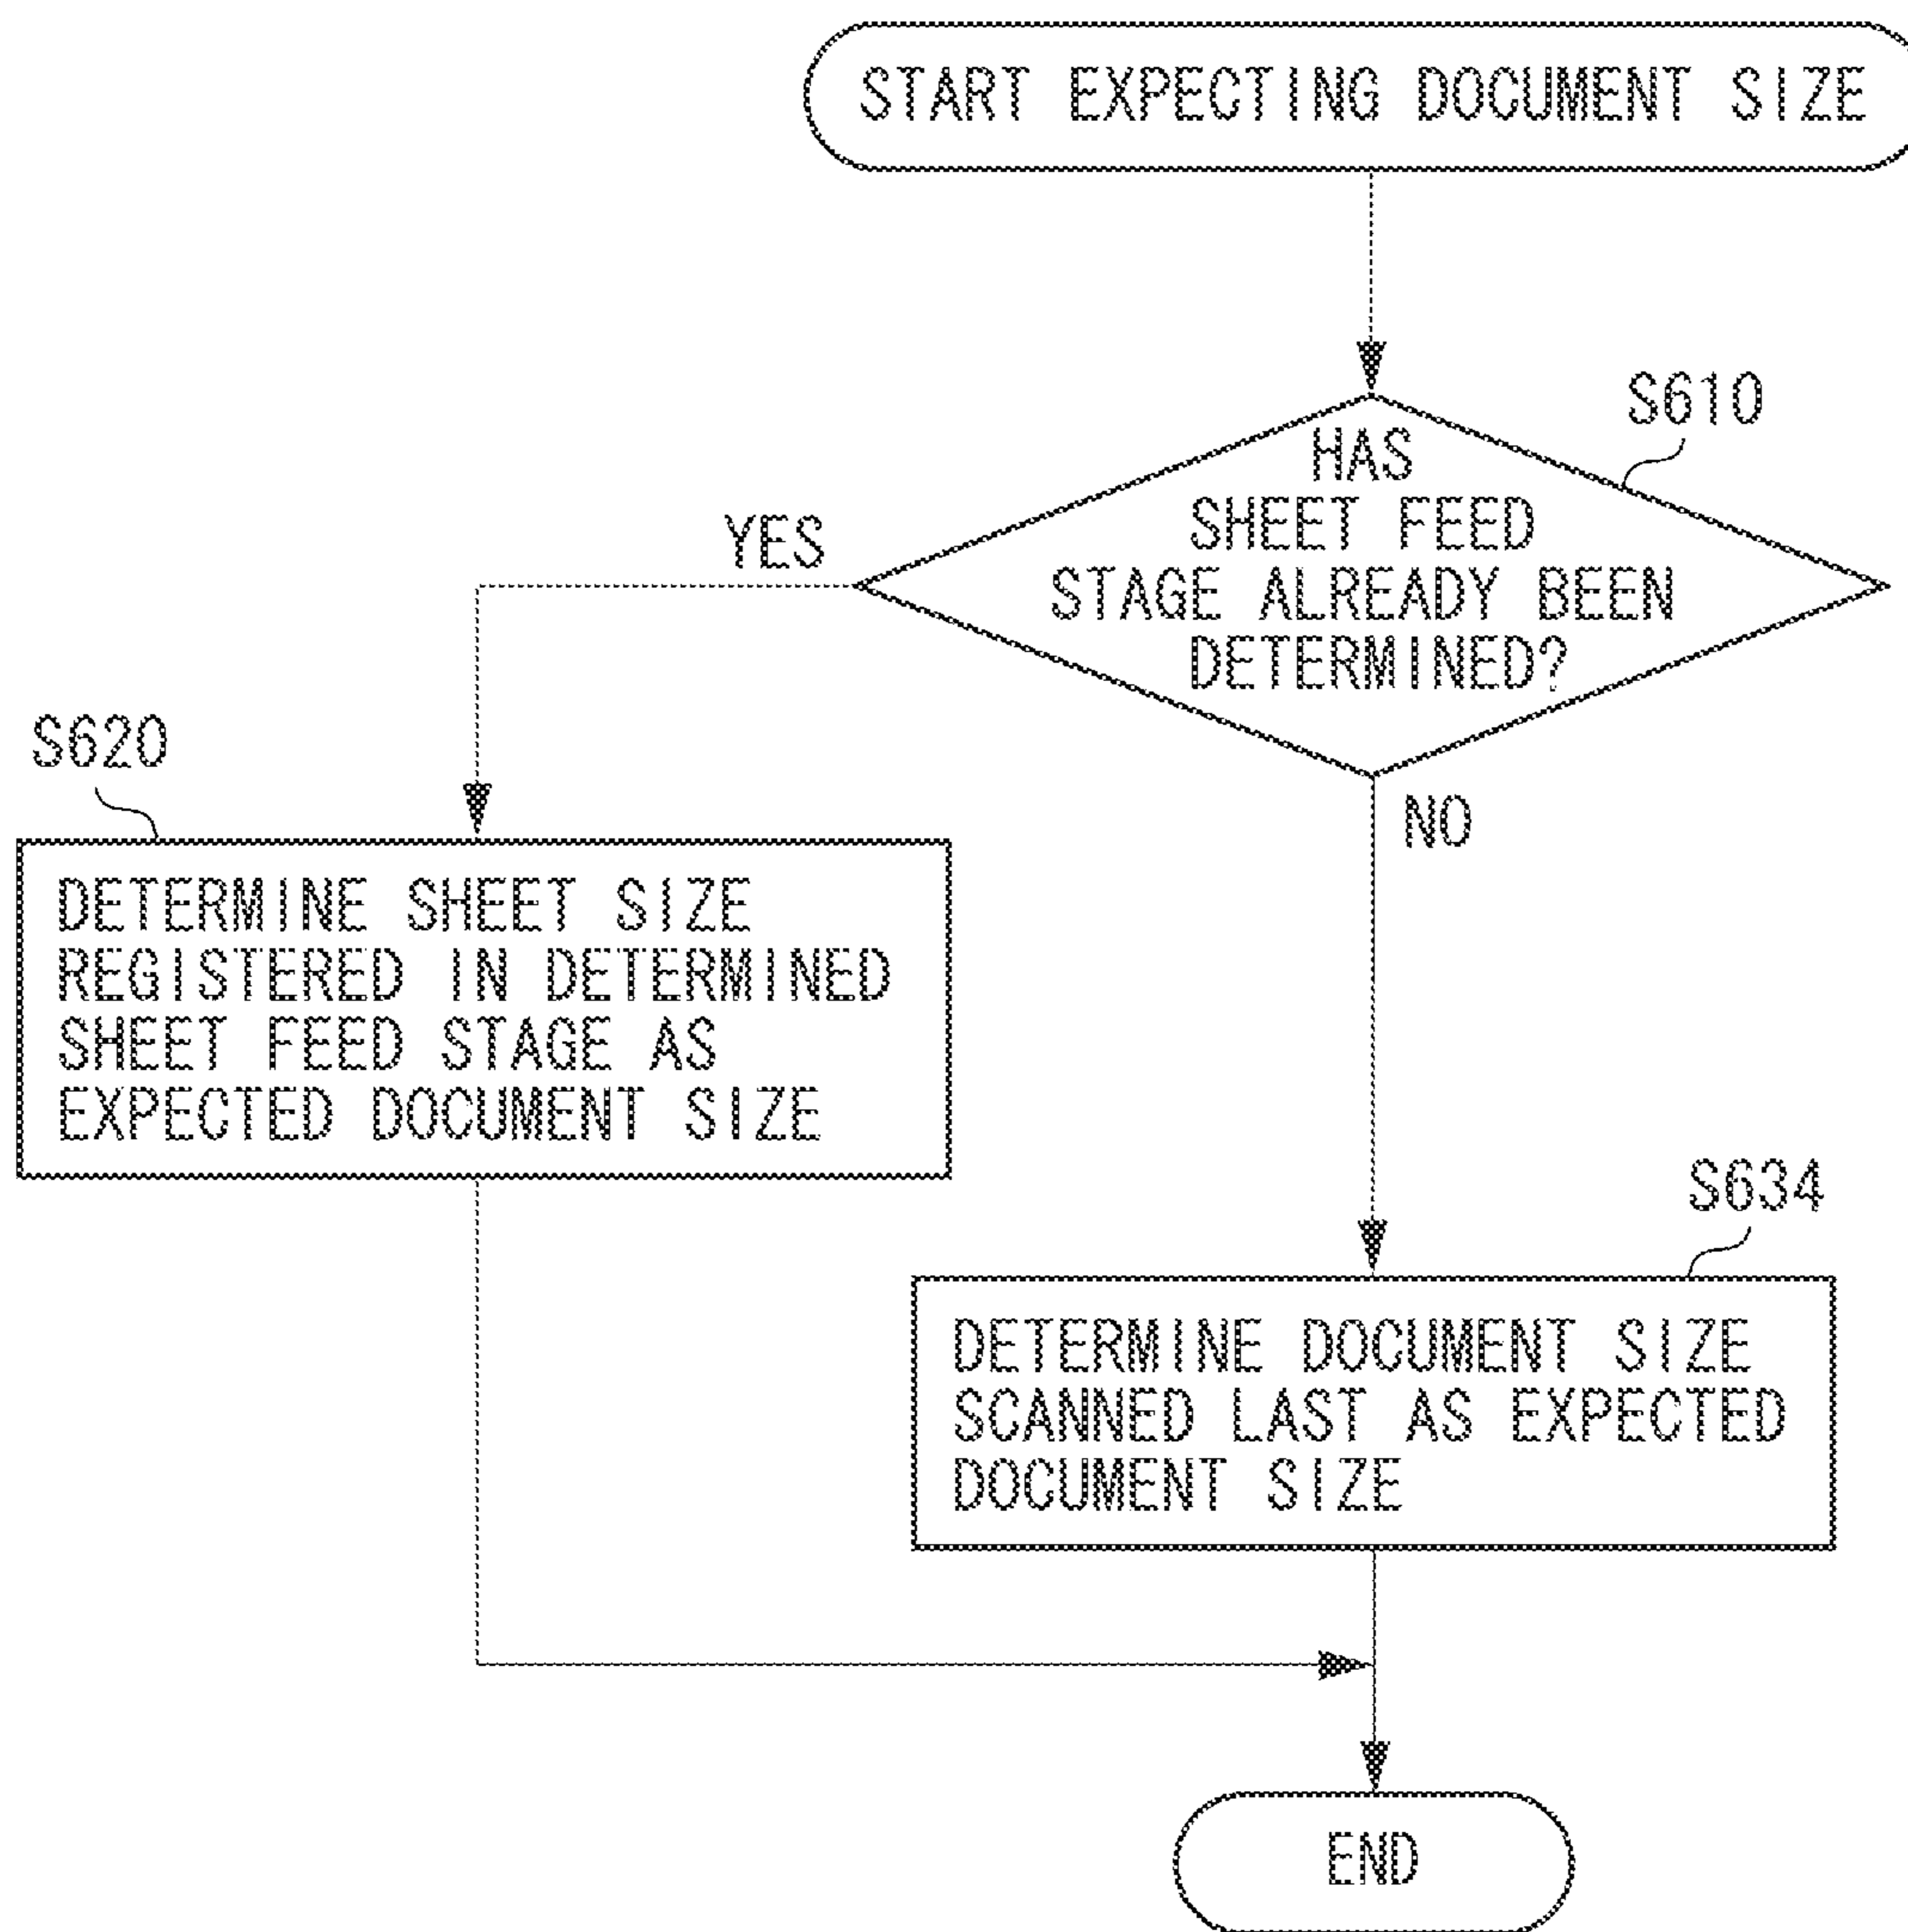 START EXPECTING DOCUMENT SIZE
S610
HAS
SHEET FEED
STAGE ALREADY BEEN
DETERMINED?
YES
NO
S620
DETERMINE SHEET SIZE
REGISTERED IN DETERMINED
SHEET FEED STAGE AS
EXPECTED DOCUMENT SIZE
S634
DETERMINE DOCUMENT SIZE
SCANNED LAST AS EXPECTED
DOCUMENT SIZE
END